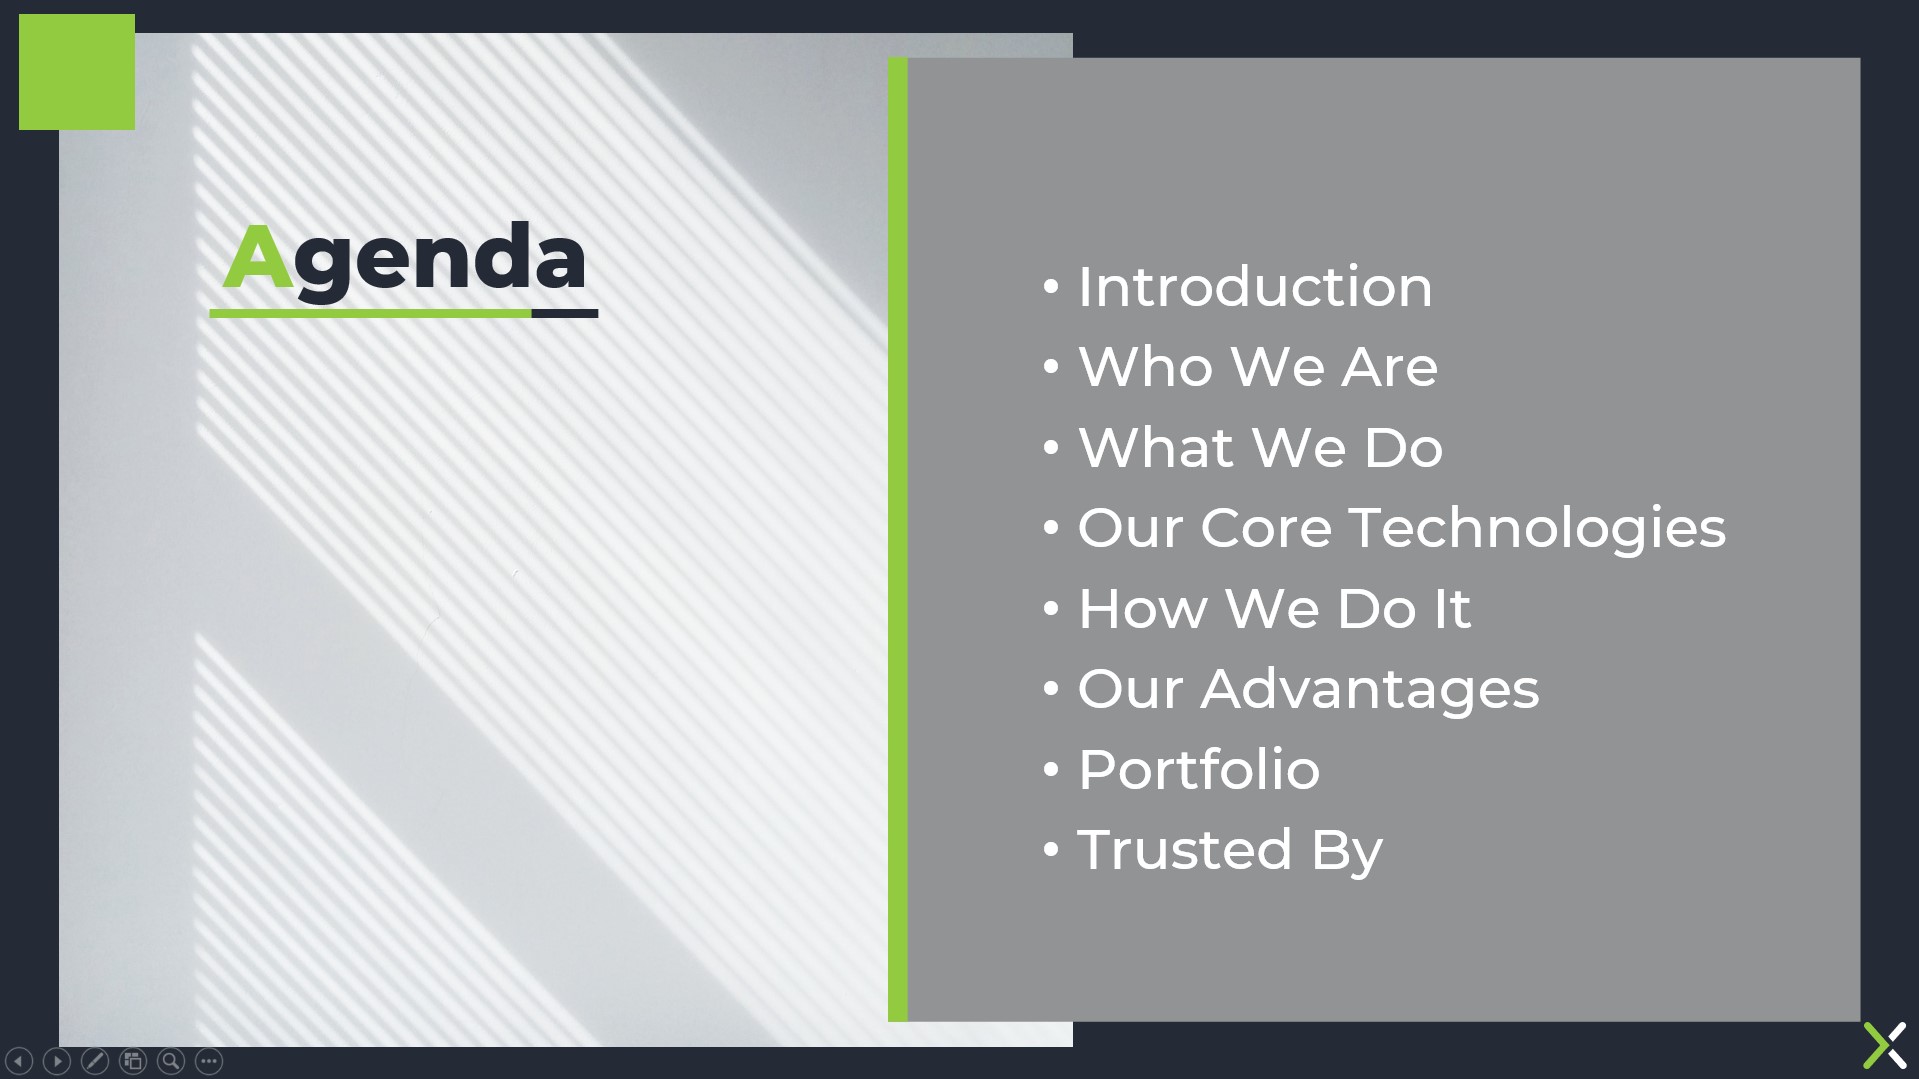 Agenda
• Introduction
• Who We Are
• What We Do
• Our Core Technologies
• How We Do It
• Our Advantages
• Portfolio
• Trusted By